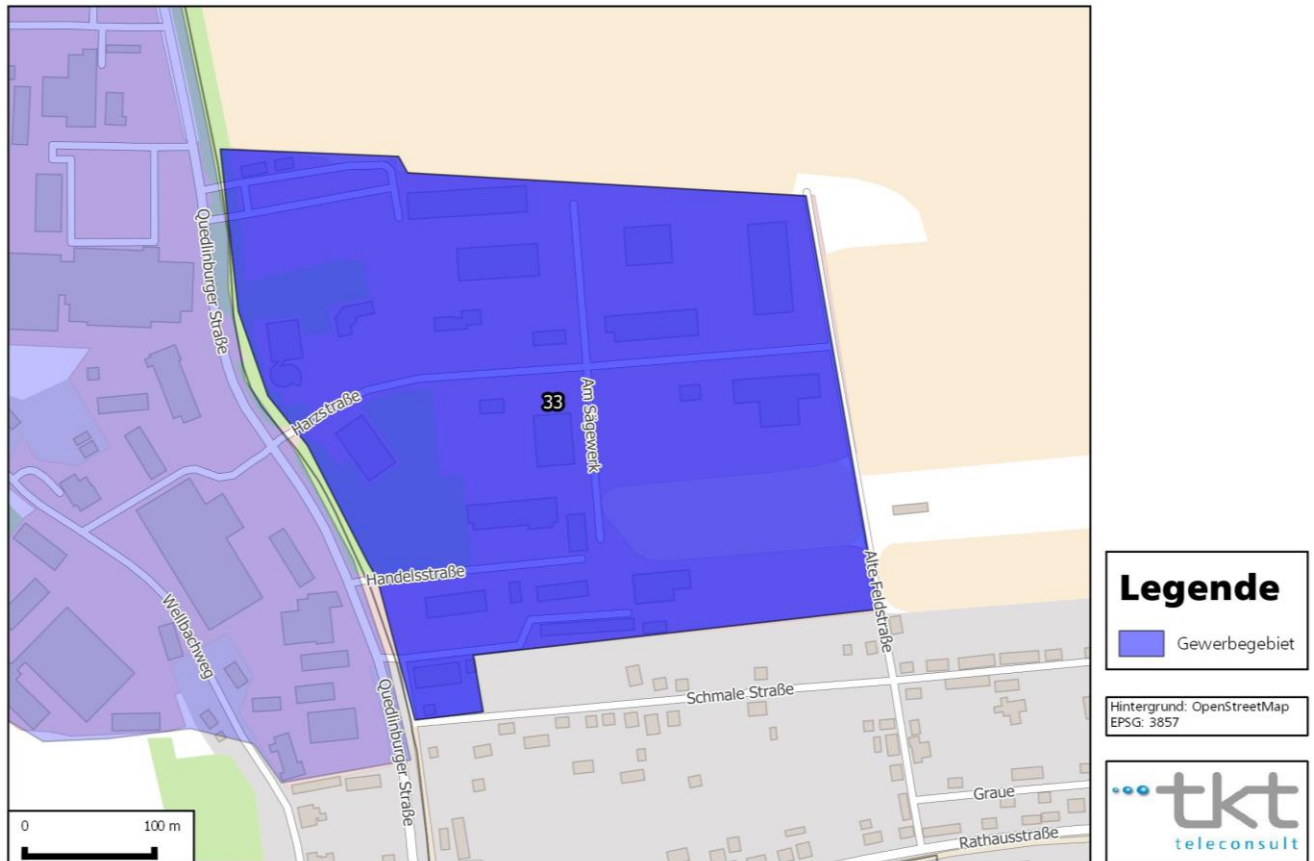 Quedlinburger Straße
Harzstraße
33
Am Sägewerk
Handelsstraße
Alte Feldstraße
Wellbachweg
Schmale Straße
Quedlinburger Straße
Graue
Rathausstraße
0 100 m
Legende
Gewerbegebiet
Hintergrund: OpenStreetMap
EPSG: 3857
tkt
teleconsult